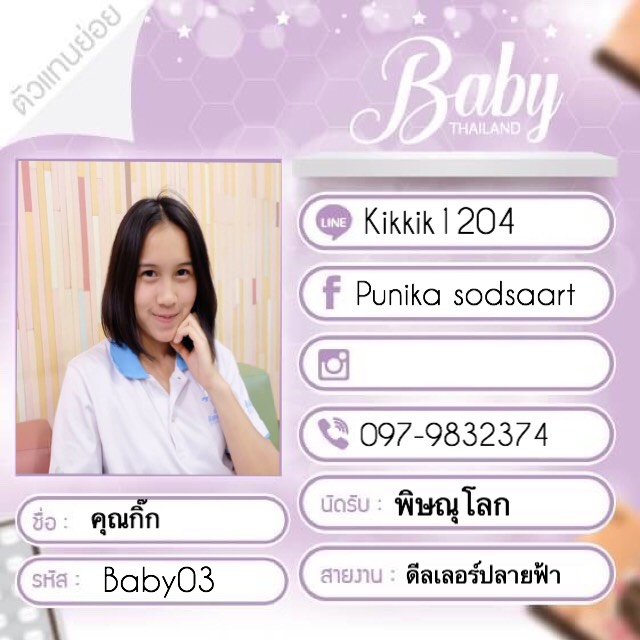 ตัวแทนย่อย
Baby
THAILAND
LINE Kikkik1204
f Punika sodsaart
097-9832374
ชื่อ : คุณกิ๊ก
นัดรับ : พิษณุโลก
รหัส : Baby03
สายงาน : ดีลเลอร์ปลายฟ้า